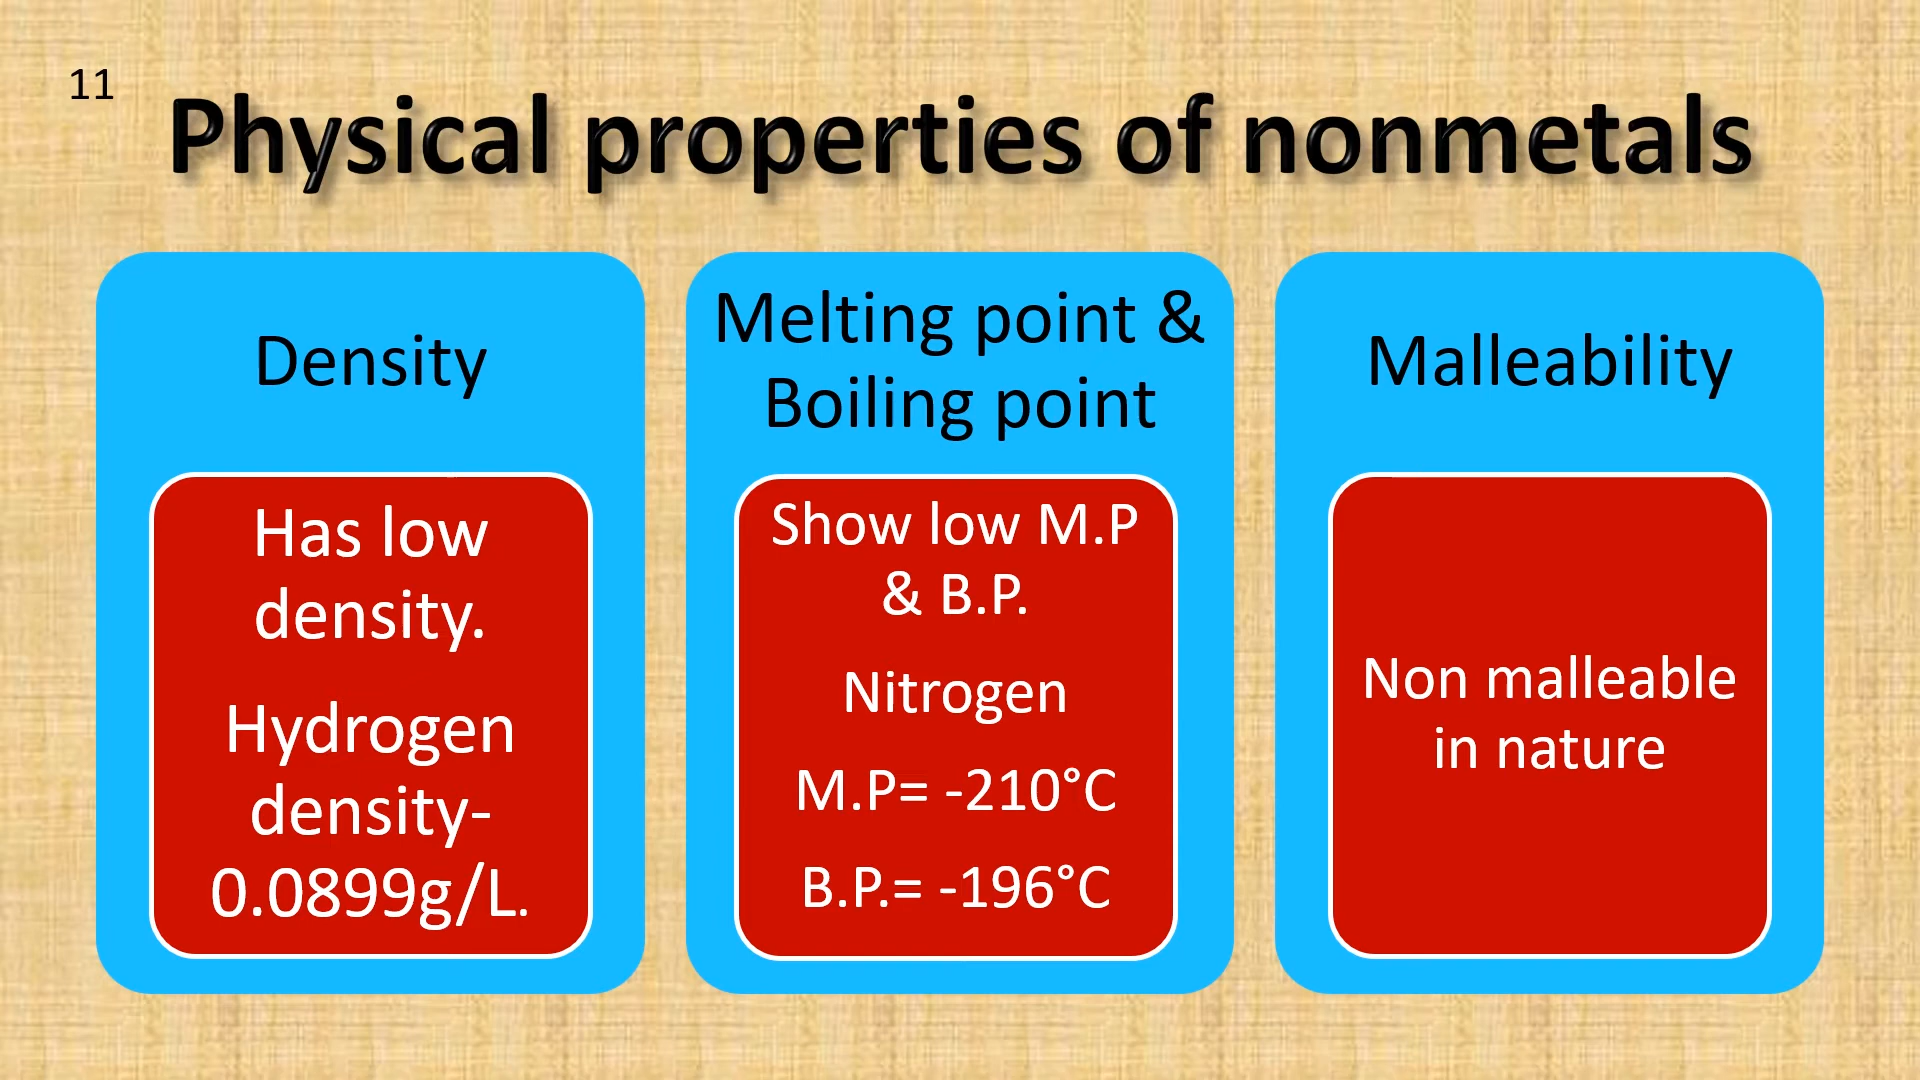 11
Physical properties of nonmetals
Density
Has low
density.
Hydrogen
density-
0.0899g/L.
Melting point &
Boiling point
Show low M.P
& B.P.
Nitrogen
M.P= -210°C
B.P.= -196°C
Malleability
Non malleable
in nature